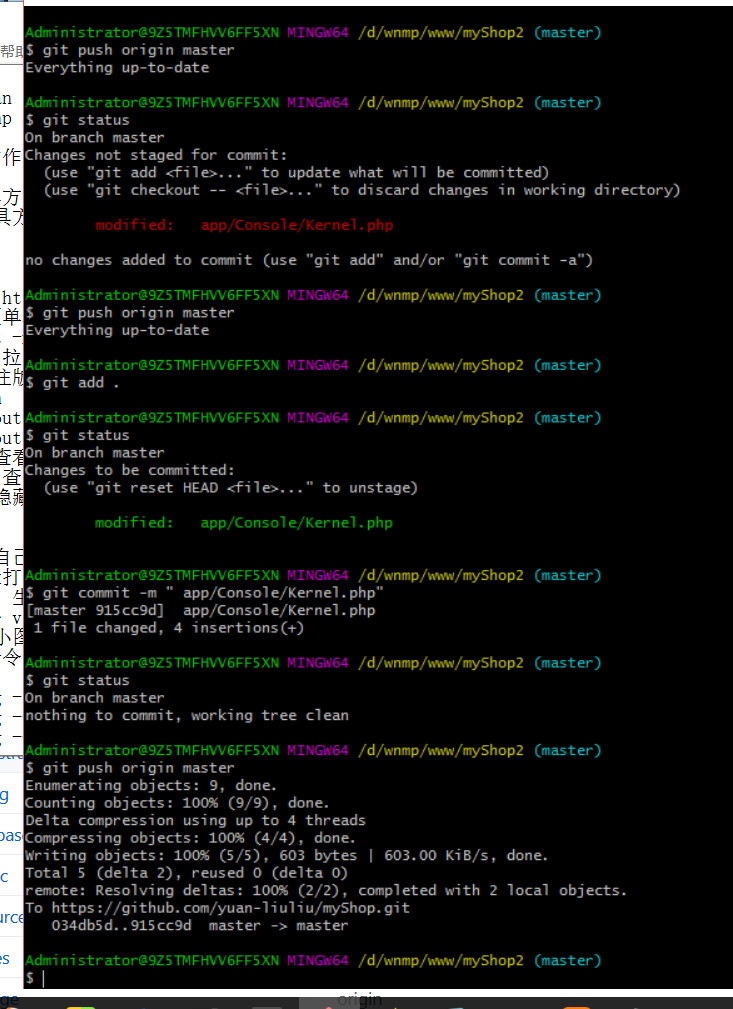 Administrator@9Z5TMFHVV6FF5XN MINGW64 /d/wnmp/www/myShop2 (master)
$ git push origin master
Everything up-to-date
Administrator@9Z5TMFHVV6FF5XN MINGW64 /d/wnmp/www/myShop2 (master)
$ git status
On branch master
Changes not staged for commit:
  (use "git add <file>..." to update what will be committed)
  (use "git checkout -- <file>..." to discard changes in working directory)
        modified:   app/Console/Kernel.php
no changes added to commit (use "git add" and/or "git commit -a")
Administrator@9Z5TMFHVV6FF5XN MINGW64 /d/wnmp/www/myShop2 (master)
$ git push origin master
Everything up-to-date
Administrator@9Z5TMFHVV6FF5XN MINGW64 /d/wnmp/www/myShop2 (master)
$ git add .
Administrator@9Z5TMFHVV6FF5XN MINGW64 /d/wnmp/www/myShop2 (master)
$ git status
On branch master
Changes to be committed:
  (use "git reset HEAD <file>..." to unstage)
        modified:   app/Console/Kernel.php
Administrator@9Z5TMFHVV6FF5XN MINGW64 /d/wnmp/www/myShop2 (master)
$ git commit -m " app/Console/Kernel.php"
[master 915cc9d]  app/Console/Kernel.php
 1 file changed, 4 insertions(+)
Administrator@9Z5TMFHVV6FF5XN MINGW64 /d/wnmp/www/myShop2 (master)
$ git status
On branch master
nothing to commit, working tree clean
Administrator@9Z5TMFHVV6FF5XN MINGW64 /d/wnmp/www/myShop2 (master)
$ git push origin master
Enumerating objects: 9, done.
Counting objects: 100% (9/9), done.
Delta compression using up to 4 threads
Compressing objects: 100% (4/4), done.
Writing objects: 100% (5/5), 603 bytes | 603.00 KiB/s, done.
Total 5 (delta 2), reused 0 (delta 0)
remote: Resolving deltas: 100% (2/2), completed with 2 local objects.
To https://github.com/yuan-liuliu/myShop.git
   034db5d..915cc9d  master -> master
Administrator@9Z5TMFHVV6FF5XN MINGW64 /d/wnmp/www/myShop2 (master)
$
origin